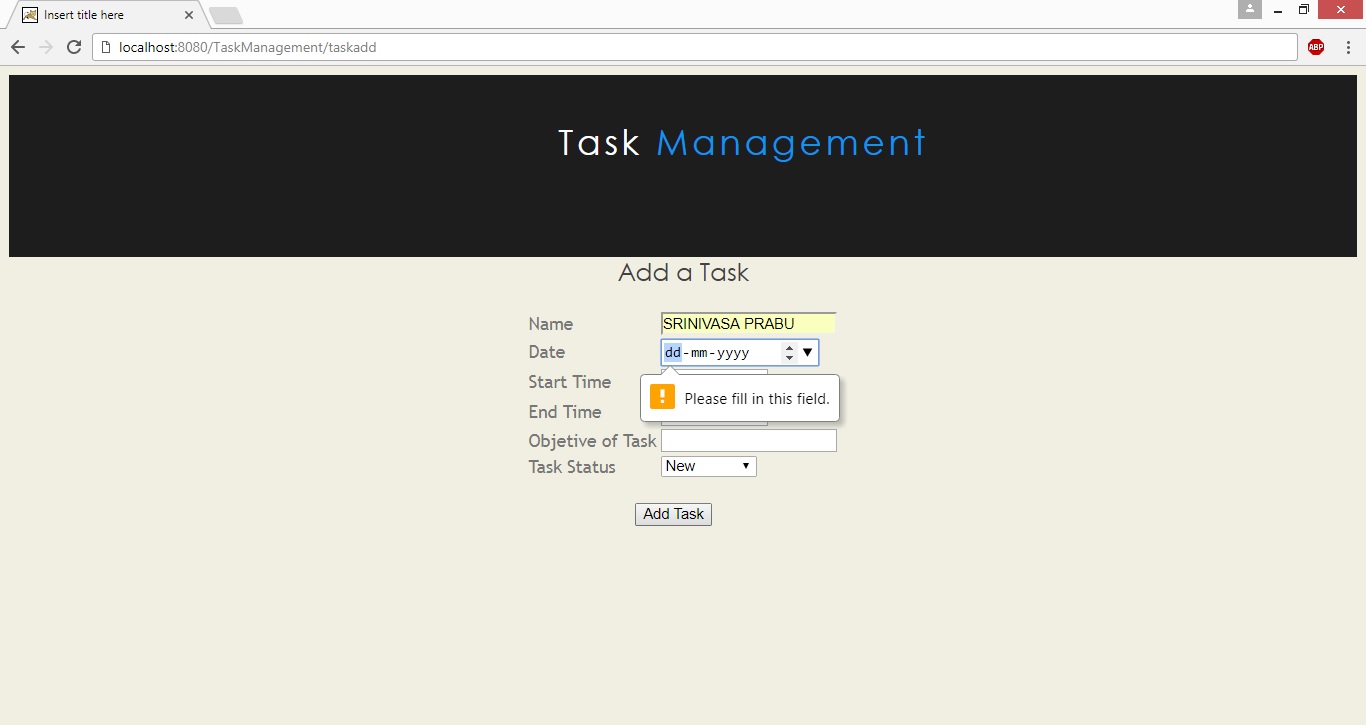 Insert title here
localhost:8080/TaskManagement/taskadd
ABP
Task Management
Add a Task
Name SRINIVASA PRABU
Date dd-mm-yyyy
Start Time
Please fill in this field.
End Time
Objetive of Task
Task Status New
Add Task